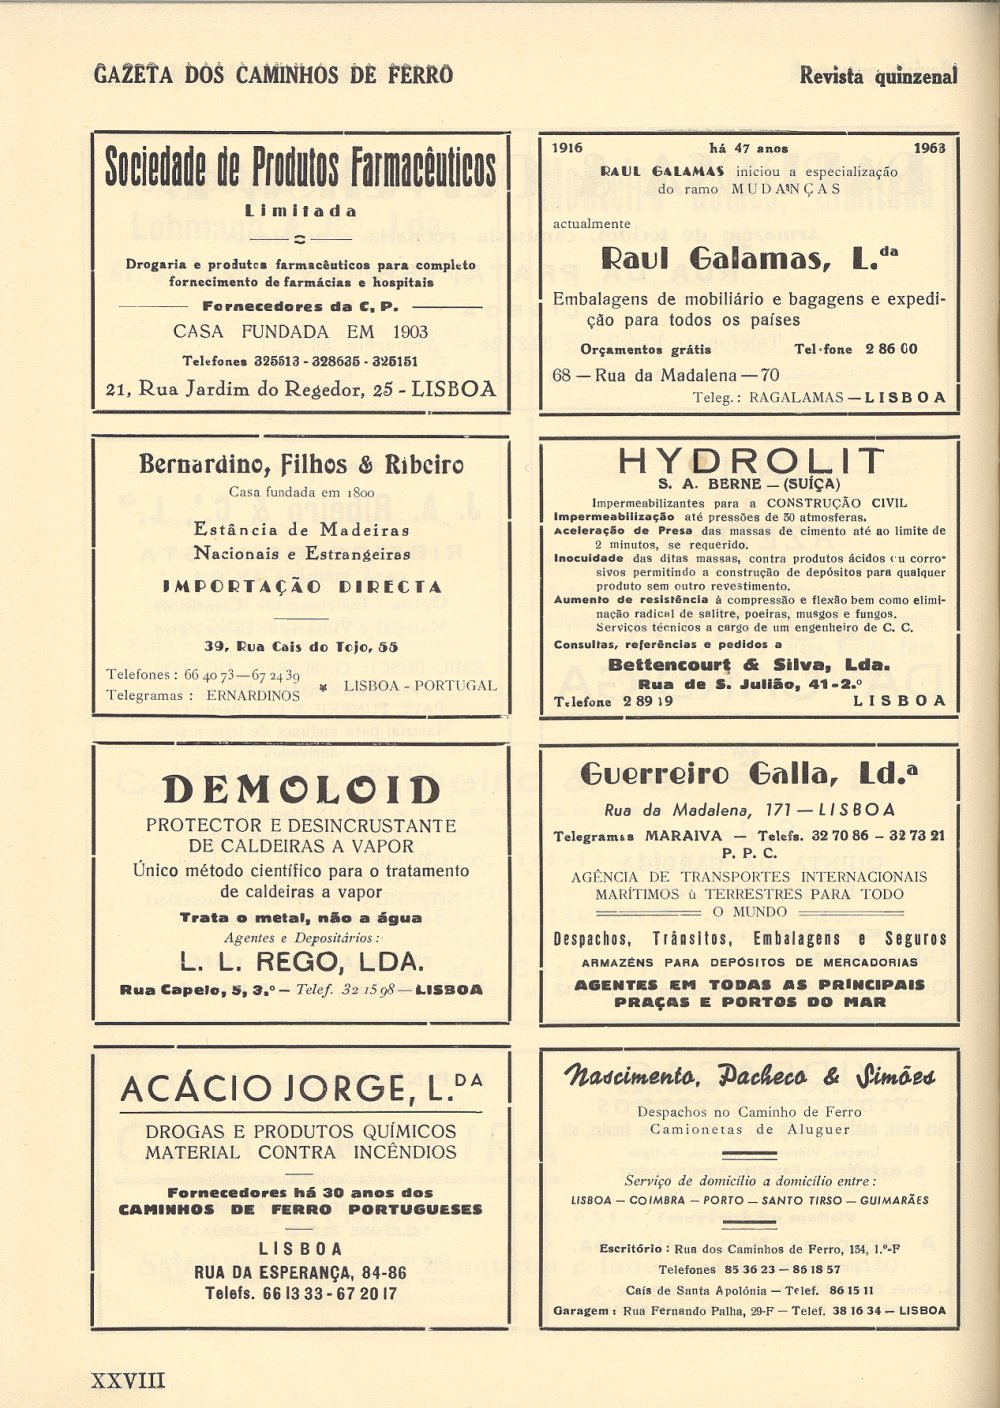 GAZETA DOS CAMINHOS DE FERRO
Revista quinzenal
Sociedade de Produtos Farmacêuticos
Limitada
Drogaria e produtos farmacêuticos para completo
fornecimento de farmácias e hospitais
Fornecedores da C. P.
CASA FUNDADA EM 1903
Telefones 325513 - 328635 - 325151
21, Rua Jardim do Regedor, 25 - LISBOA
1916 há 47 anos 1963
RAUL GALAMAS iniciou a especialização
do ramo MUDANÇAS
actualmente
Raul Galamas, L.da
Embalagens de mobiliário e bagagens e expedi-
ção para todos os países
Orçamentos grátis Telefone 2 86 00
68 — Rua da Madalena — 70
Teleg.: RAGALAMAS — LISBOA
Bernardino, Filhos & Ribeiro
Casa fundada em 1800
Estância de Madeiras
Nacionais e Estrangeiras
IMPORTAÇÃO DIRECTA
39, Rua Cais do Tojo, 55
Telefones: 66 40 73—67 24 39
Telegramas: ERNARDINOS
LISBOA - PORTUGAL
HYDROLIT
S. A. BERNE — (SUÍÇA)
Impermeabilizantes para a CONSTRUÇÃO CIVIL
Impermeabilização até pressões de 30 atmosferas.
Aceleração de Presa das massas de cimento até ao limite de
2 minutos, se requerido.
Inocuidade das ditas massas, contra produtos ácidos ou corro-
sivos permitindo a construção de depósitos para qualquer
produto sem outro revestimento.
Aumento de resistência à compressão e flexão bem como elimi-
nação radical de salitre, poeiras, musgos e fungos.
Serviços técnicos a cargo de um engenheiro de C. C.
Consultas, referências e pedidos a
Bettencourt & Silva, Lda.
Rua de S. Julião, 41-2.º
Telefone 2 89 19 LISBOA
DEMOLOID
PROTECTOR E DESINCRUSTANTE
DE CALDEIRAS A VAPOR
Único método científico para o tratamento
de caldeiras a vapor
Trata o metal, não a água
Agentes e Depositários:
L. L. REGO, LDA.
Rua Capelo, 5, 3.º — Telef. 32 15 98 — LISBOA
Guerreiro Galla, Ld.ª
Rua da Madalena, 171 — LISBOA
Telegramas MARAIVA — Telefs. 32 70 86 — 32 73 21
P. P. C.
AGÊNCIA DE TRANSPORTES INTERNACIONAIS
MARÍTIMOS ù TERRESTRES PARA TODO
O MUNDO
Despachos, Trânsitos, Embalagens e Seguros
ARMAZÉNS PARA DEPÓSITOS DE MERCADORIAS
AGENTES EM TÔDAS AS PRINCIPAIS
PRAÇAS E PORTOS DO MAR
ACÁCIO JORGE, L.DA
DROGAS E PRODUTOS QUÍMICOS
MATERIAL CONTRA INCÊNDIOS
Fornecedores há 30 anos dos
CAMINHOS DE FERRO PORTUGUESES
LISBOA
RUA DA ESPERANÇA, 84-86
Telefs. 66 13 33 - 67 20 17
Nascimento, Pacheco & Simões
Despachos no Caminho de Ferro
Camionetas de Aluguer
Serviço de domicílio a domicílio entre:
LISBOA — COIMBRA — PORTO — SANTO TIRSO — GUIMARÃES
Escritório: Rua dos Caminhos de Ferro, 134, 1.º-F
Telefones 85 36 23 — 86 18 57
Cais de Santa Apolónia — Telef. 86 15 11
Garagem: Rua Fernando Palha, 29-F — Telef. 38 16 34 — LISBOA
XXVIII